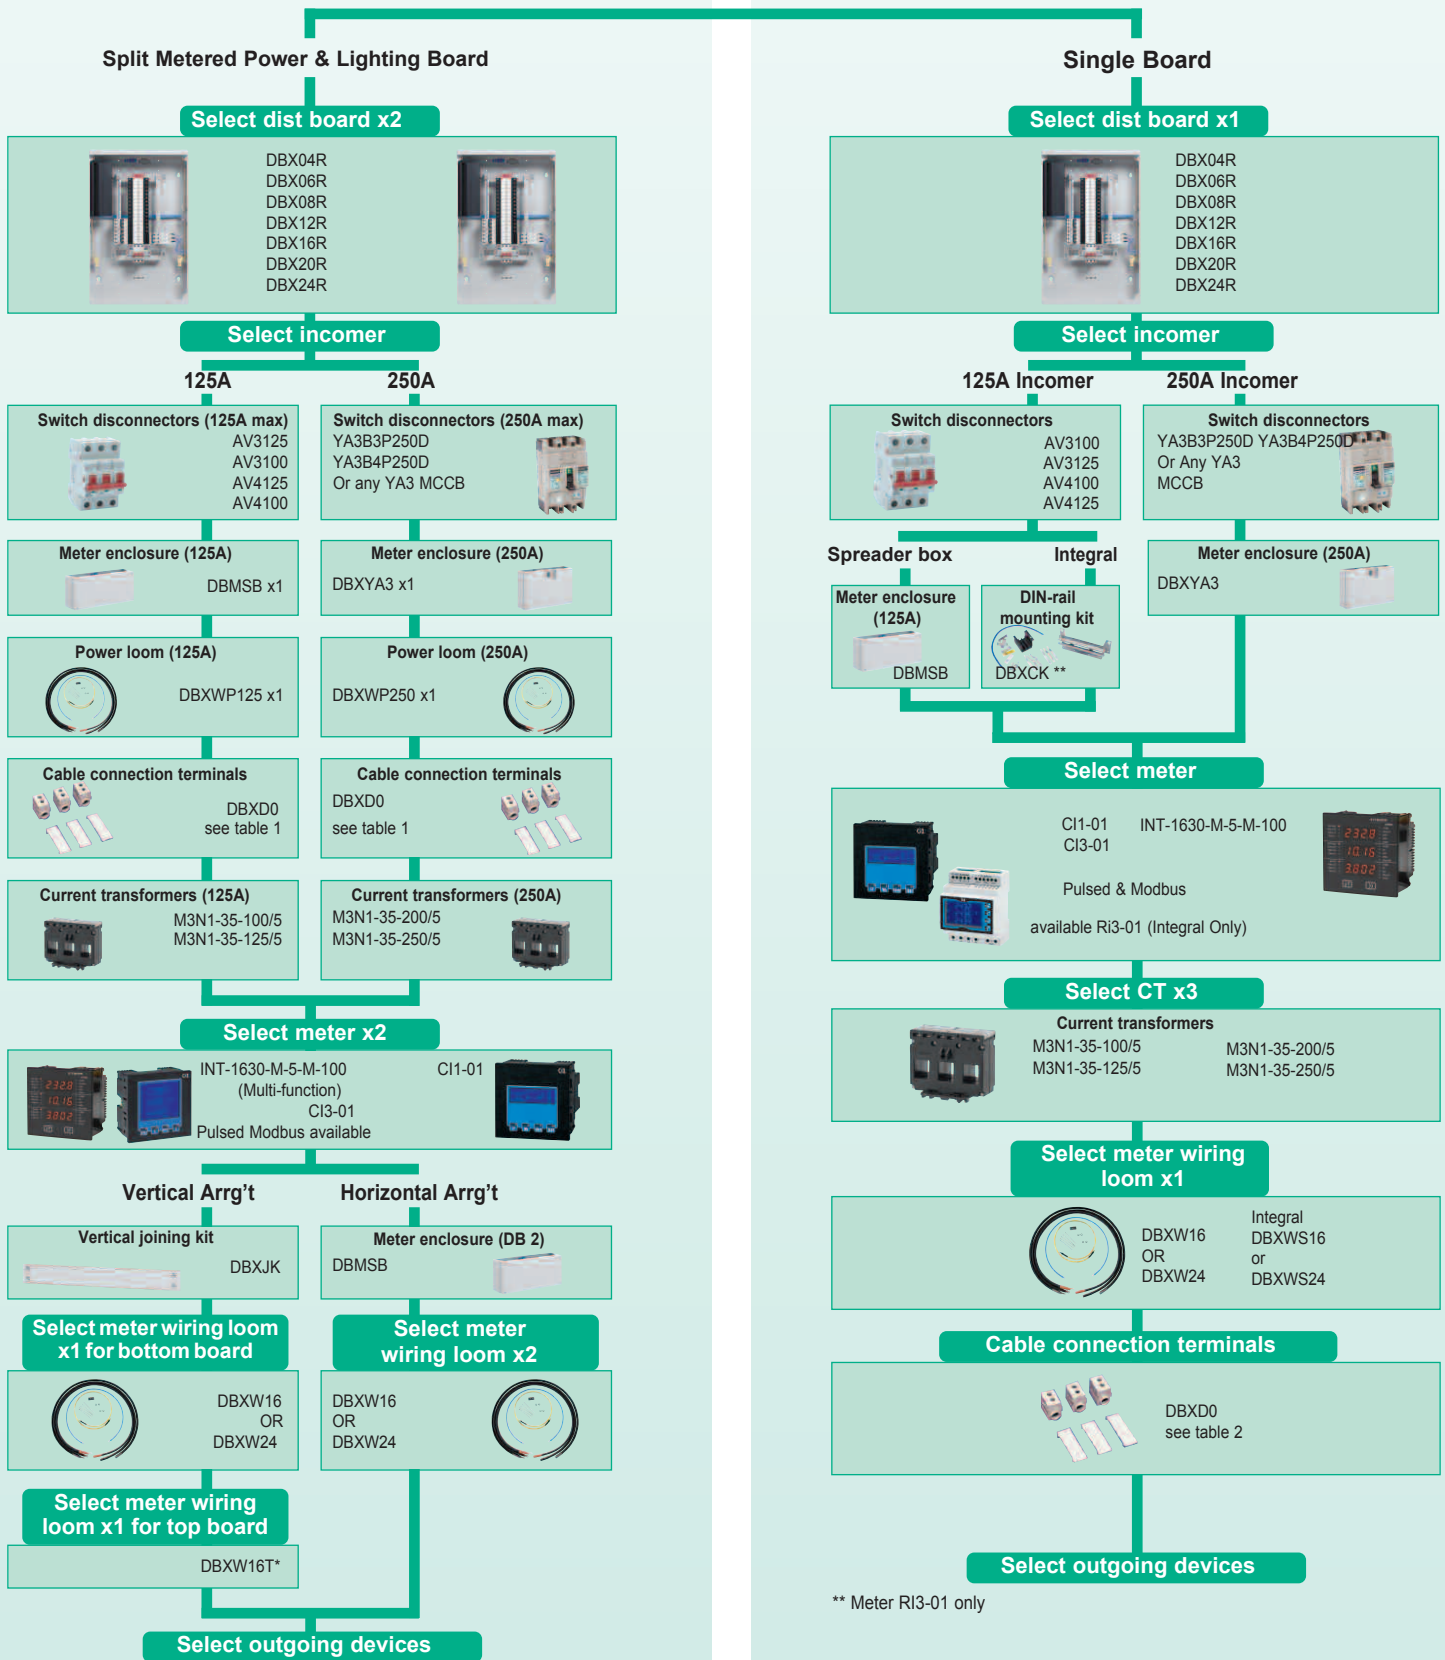 Split Metered Power & Lighting Board
Select dist board x2
DBX04R
DBX06R
DBX08R
DBX12R
DBX16R
DBX20R
DBX24R
Select incomer
125A
250A
Switch disconnectors (125A max)
AV3125
AV3100
AV4125
AV4100
Switch disconnectors (250A max)
YA3B3P250D
YA3B4P250D
Or any YA3 MCCB
Meter enclosure (125A)
DBMSB x1
Meter enclosure (250A)
DBXYA3 x1
Power loom (125A)
DBXWP125 x1
Power loom (250A)
DBXWP250 x1
Cable connection terminals
DBXD0
see table 1
Cable connection terminals
DBXD0
see table 1
Current transformers (125A)
M3N1-35-100/5
M3N1-35-125/5
Current transformers (250A)
M3N1-35-200/5
M3N1-35-250/5
Select meter x2
INT-1630-M-5-M-100
(Multi-function)
CI3-01
Pulsed Modbus available
CI1-01
232.8
10.16
3.802
Vertical Arrg't
Horizontal Arrg't
Vertical joining kit
DBXJK
Meter enclosure (DB 2)
DBMSB
Select meter wiring loom
x1 for bottom board
DBXW16
OR
DBXW24
Select meter
wiring loom x2
DBXW16
OR
DBXW24
Select meter wiring
loom x1 for top board
DBXW16T*
Select outgoing devices
Single Board
Select dist board x1
DBX04R
DBX06R
DBX08R
DBX12R
DBX16R
DBX20R
DBX24R
Select incomer
125A Incomer
250A Incomer
Switch disconnectors
AV3100
AV3125
AV4100
AV4125
Switch disconnectors
YA3B3P250D YA3B4P250D
Or Any YA3
MCCB
Spreader box
Integral
Meter enclosure
(125A)
DBMSB
DIN-rail
mounting kit
DBXCK **
Meter enclosure (250A)
DBXYA3
Select meter
CI1-01 INT-1630-M-5-M-100
CI3-01
Pulsed & Modbus
available Ri3-01 (Integral Only)
232.8
10.16
3.802
Select CT x3
Current transformers
M3N1-35-100/5
M3N1-35-125/5
M3N1-35-200/5
M3N1-35-250/5
Select meter wiring
loom x1
DBXW16
OR
DBXW24
Integral
DBXWS16
or
DBXWS24
Cable connection terminals
DBXD0
see table 2
Select outgoing devices
** Meter RI3-01 only